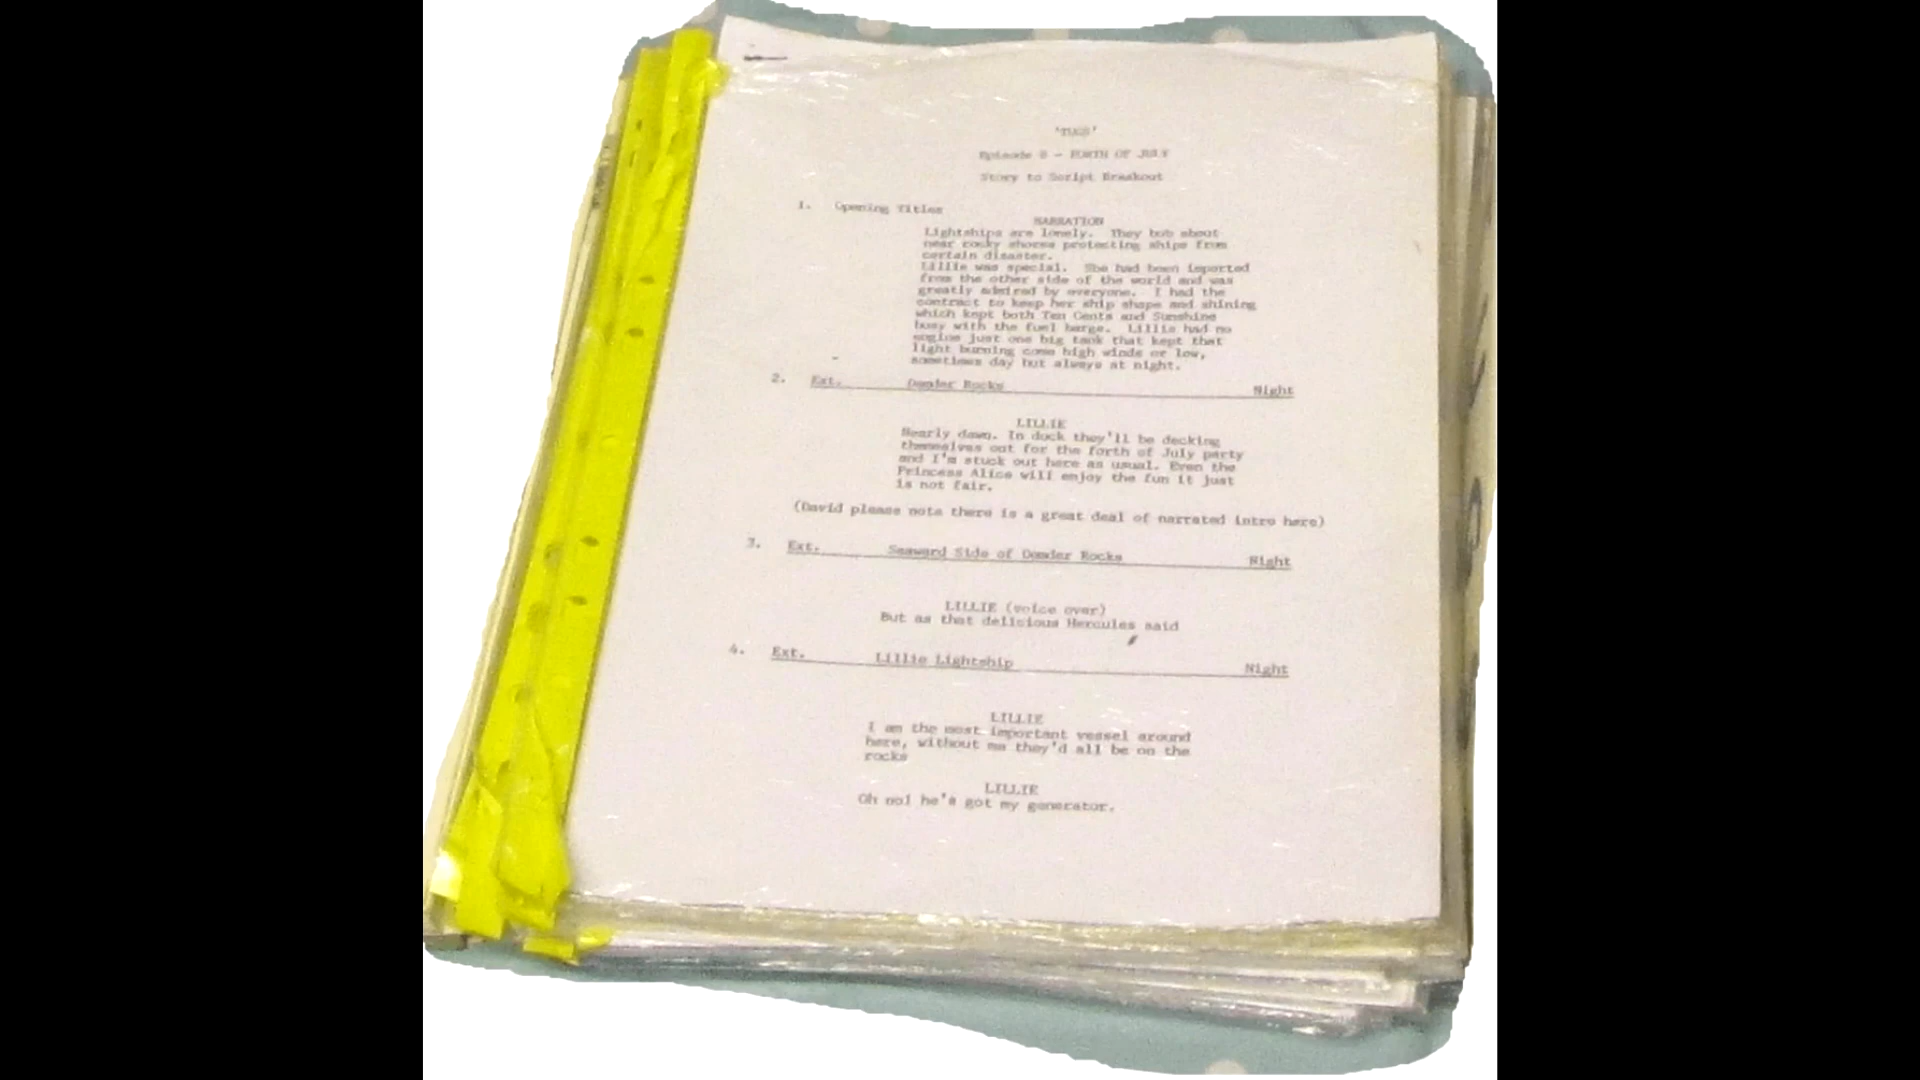 'TUGS'
Episode 8 - FORTH OF JULY
Story to Script Breakout
1. Opening Titles
NARRATION
Lightships are lonely. They bob about
near rocky shores protecting ships from
certain disaster.
Lillie was special. She had been imported
from the other side of the world and was
greatly admired by everyone. I had the
contract to keep her ship shape and shining
which kept both Ten Cents and Sunshine
busy with the fuel barge. Lillie had no
engine just one big tank that kept that
light burning come high winds or low,
sometimes day but always at night.
2. Ext. Donder Rocks Night
LILLIE
Nearly dawn. In dock they'll be decking
themselves out for the forth of July party
and I'm stuck out here as usual. Even the
Princess Alice will enjoy the fun it just
is not fair.
(David please note there is a great deal of narrated intro here)
3. Ext. Seaward Side of Donder Rocks Night
LILLIE (voice over)
But as that delicious Hercules said
4. Ext. Lillie Lightship Night
LILLIE
I am the most important vessel around
here, without me they'd all be on the
rocks
LILLIE
Oh no! he's got my generator.